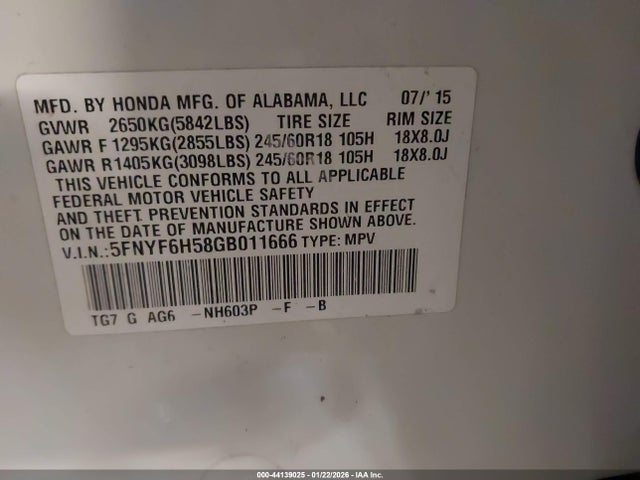 MFD. BY HONDA MFG. OF ALABAMA, LLC 07/'15
GVWR 2650KG(5842LBS) TIRE SIZE RIM SIZE
GAWR F 1295KG(2855LBS) 245/60R18 105H 18X8.0J
GAWR R1405KG(3098LBS) 245/60R18 105H 18X8.0J
THIS VEHICLE CONFORMS TO ALL APPLICABLE
FEDERAL MOTOR VEHICLE SAFETY
AND THEFT PREVENTION STANDARDS IN EFFECT
ON THE DATE OF MANUFACTURE SHOWN ABOVE.
V.I.N.:5FNYF6H58GB011666 TYPE: MPV
TG7 G AG6 -NH603P -F -B
000-44139025 - 01/22/2026 - IAA Inc.